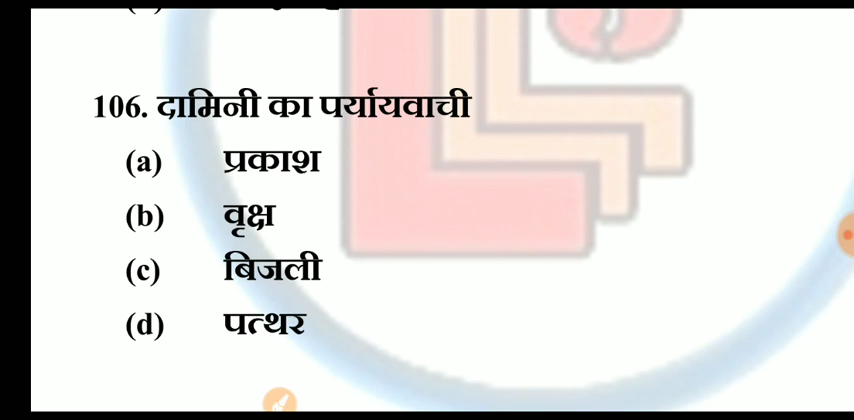 106. दामिनी का पर्यायवाची
(a) प्रकाश
(b) वृक्ष
(c) बिजली
(d) पत्थर